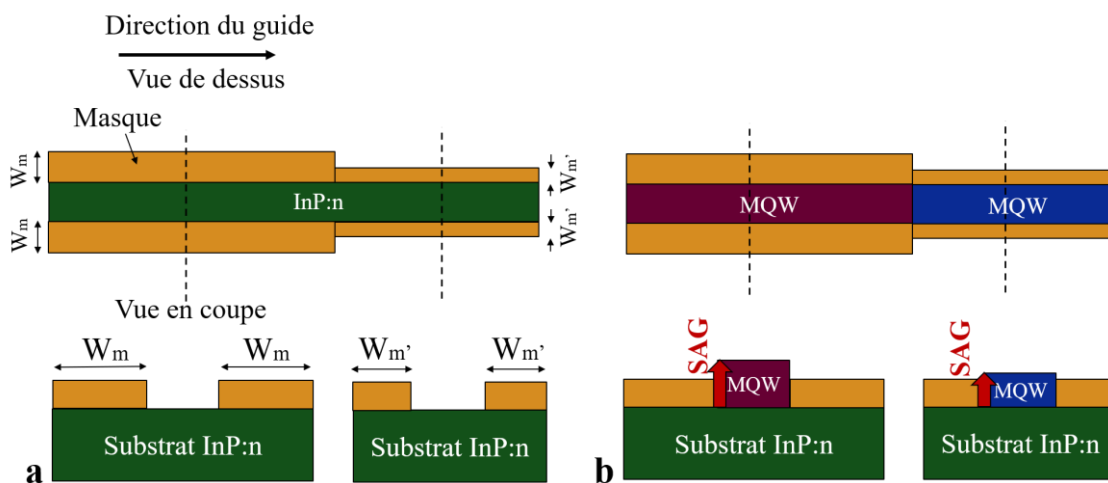 Direction du guide
Vue de dessus
Masque
Wm
Wm
InP:n
Wm'
Wm'
MQW
MQW
Vue en coupe
Wm
Wm
Wm'
Wm'
Substrat InP:n
Substrat InP:n
a
SAG
MQW
SAG
MQW
Substrat InP:n
Substrat InP:n
b